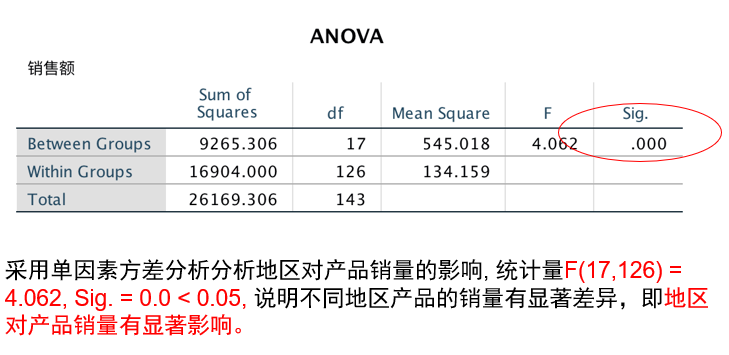 ANOVA
销售额
Sum of Squares df Mean Square F Sig.
Between Groups 9265.306 17 545.018 4.062 .000
Within Groups 16904.000 126 134.159
Total 26169.306 143
采用单因素方差分析分析地区对产品销量的影响, 统计量F(17,126) =
4.062, Sig. = 0.0 < 0.05, 说明不同地区产品的销量有显著差异，即地区
对产品销量有显著影响。